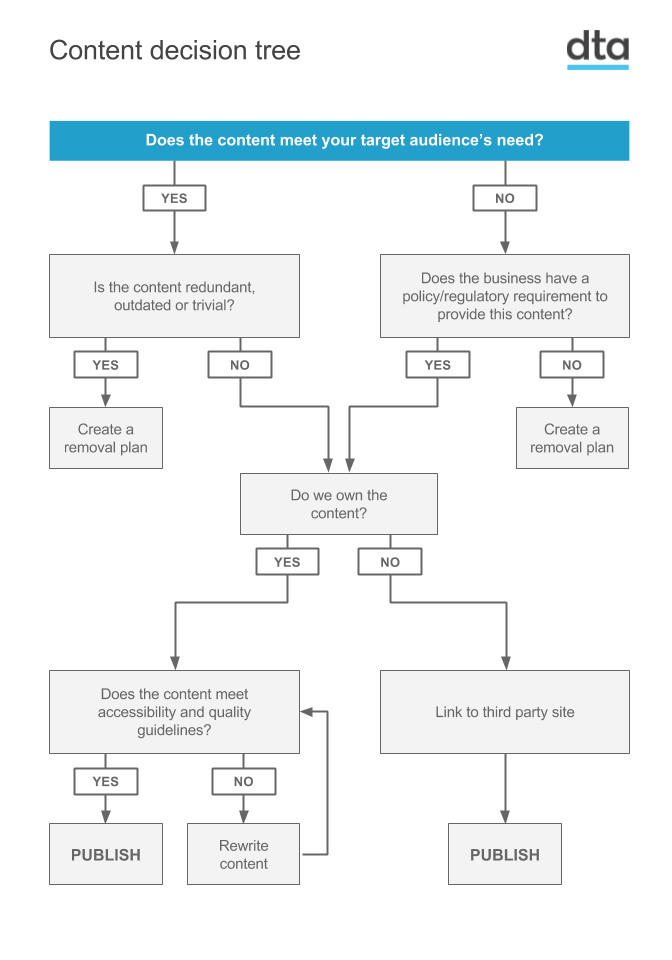 Content decision tree
dta
Does the content meet your target audience’s need?
YES
NO
Is the content redundant,
outdated or trivial?
Does the business have a
policy/regulatory requirement to
provide this content?
YES
NO
YES
NO
Create a
removal plan
Create a
removal plan
Do we own the
content?
YES
NO
Does the content meet
accessibility and quality
guidelines?
Link to third party site
YES
NO
PUBLISH
Rewrite
content
PUBLISH